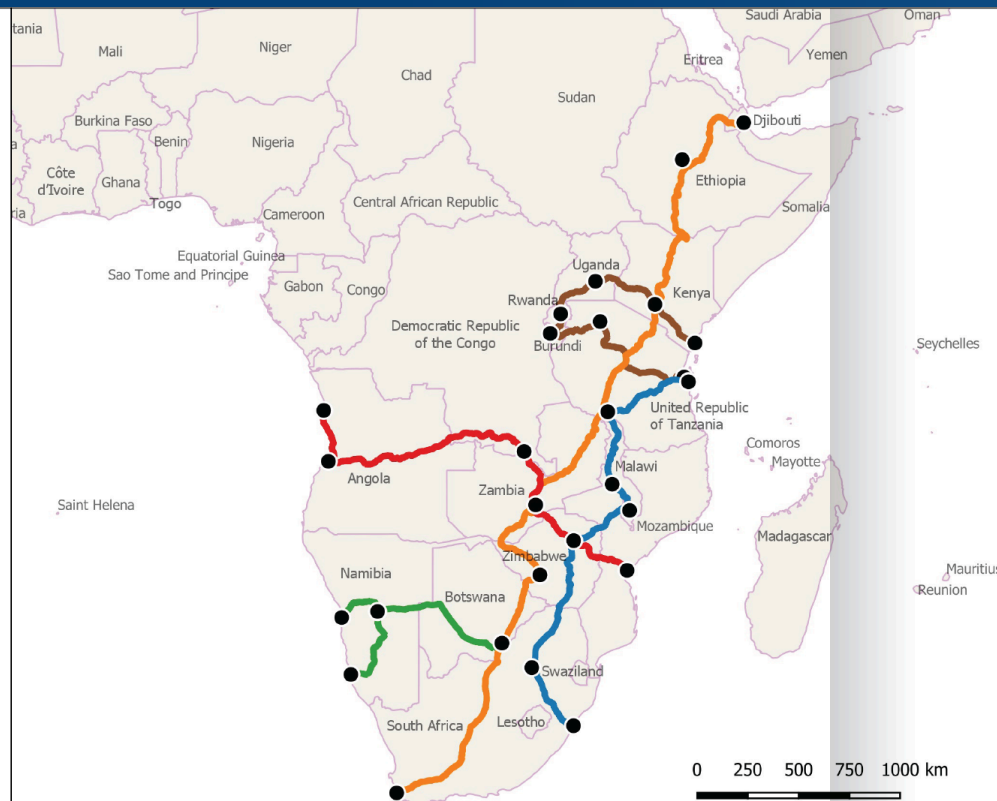 tania
Mali
Niger
Chad
Sudan
Eritrea
Saudi Arabia
Oman
Yemen
Burkina Faso
Benin
Nigeria
Djibouti
Côte
d'Ivoire
Ghana
Togo
ria
Cameroon
Central African Republic
Ethiopia
Somalia
Equatorial Guinea
Sao Tome and Principe
Gabon
Congo
Uganda
Rwanda
Kenya
Democratic Republic
of the Congo
Burundi
Seychelles
United Republic
of Tanzania
Comoros
Mayotte
Angola
Malawi
Zambia
Saint Helena
Mozambique
Madagascar
Zimbabwe
Namibia
Botswana
Mauritius
Reunion
Swaziland
South Africa
Lesotho
0 250 500 750 1000 km